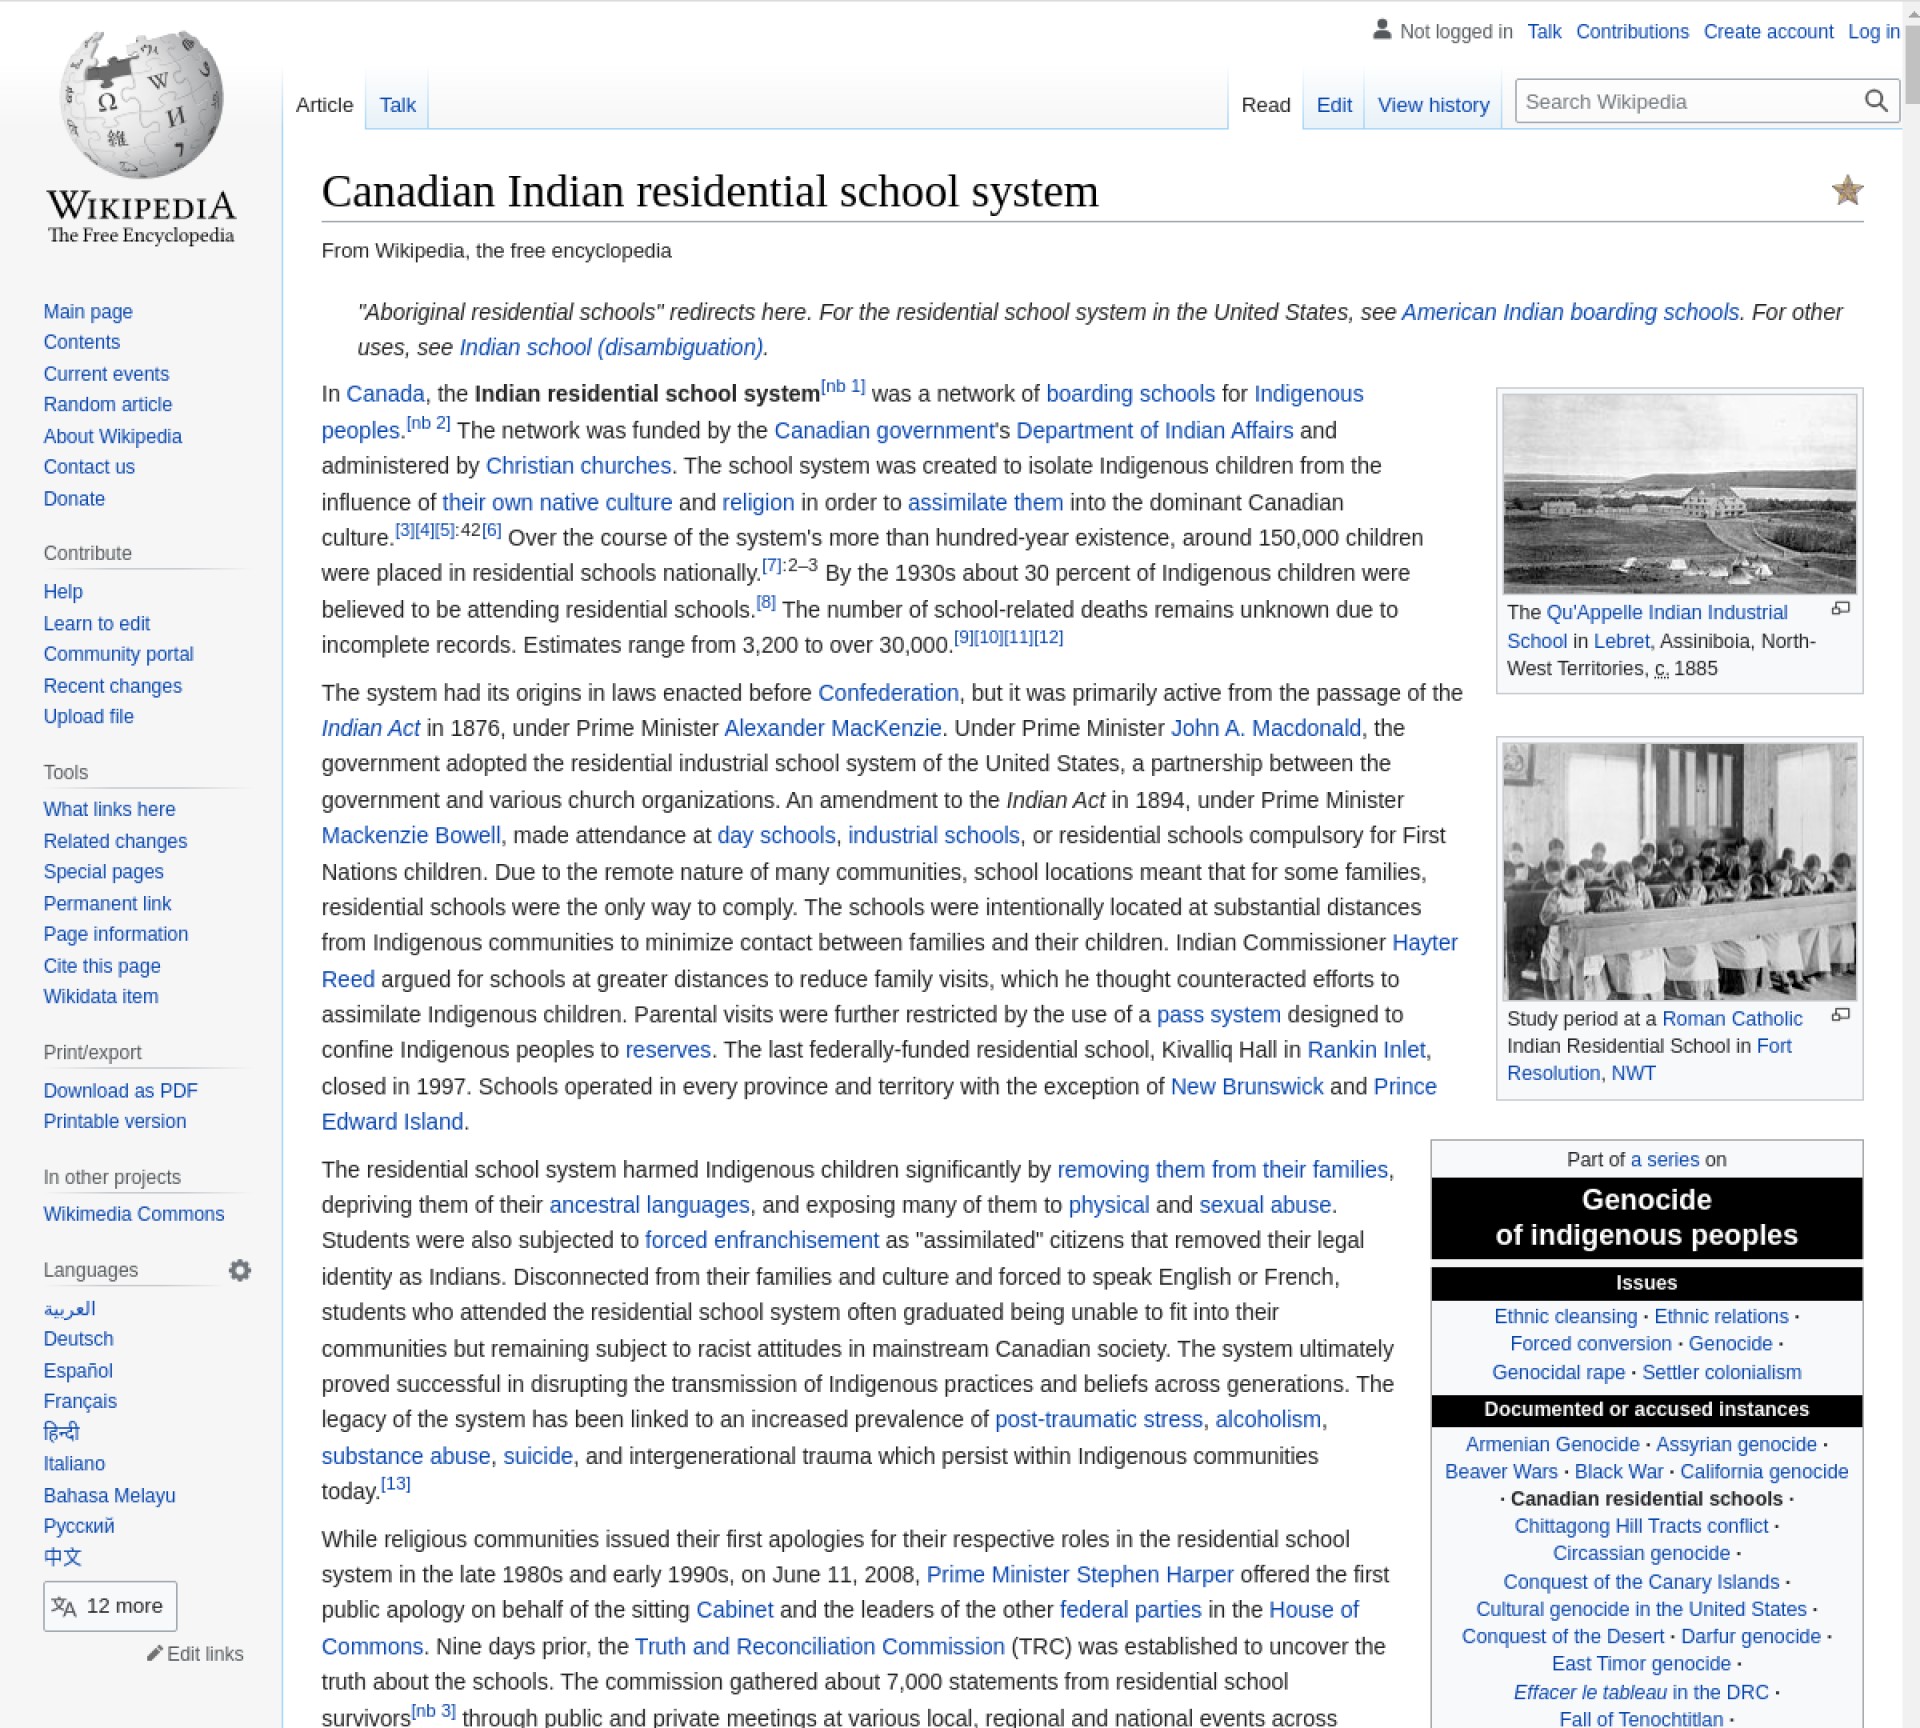 Not logged in Talk Contributions Create account Log in
Article Talk Read Edit View history Search Wikipedia
WIKIPEDIA
The Free Encyclopedia
Main page
Contents
Current events
Random article
About Wikipedia
Contact us
Donate
Contribute
Help
Learn to edit
Community portal
Recent changes
Upload file
Tools
What links here
Related changes
Special pages
Permanent link
Page information
Cite this page
Wikidata item
Print/export
Download as PDF
Printable version
In other projects
Wikimedia Commons
Languages
العربية
Deutsch
Español
Français
हिन्दी
Italiano
Bahasa Melayu
Русский
中文
12 more
Edit links
Canadian Indian residential school system
From Wikipedia, the free encyclopedia
"Aboriginal residential schools" redirects here. For the residential school system in the United States, see American Indian boarding schools. For other
uses, see Indian school (disambiguation).
In Canada, the Indian residential school system[nb 1] was a network of boarding schools for Indigenous
peoples.[nb 2] The network was funded by the Canadian government's Department of Indian Affairs and
administered by Christian churches. The school system was created to isolate Indigenous children from the
influence of their own native culture and religion in order to assimilate them into the dominant Canadian
culture.[3][4][5]:42[6] Over the course of the system's more than hundred-year existence, around 150,000 children
were placed in residential schools nationally.[7]:2–3 By the 1930s about 30 percent of Indigenous children were
believed to be attending residential schools.[8] The number of school-related deaths remains unknown due to
incomplete records. Estimates range from 3,200 to over 30,000.[9][10][11][12]
The system had its origins in laws enacted before Confederation, but it was primarily active from the passage of the
Indian Act in 1876, under Prime Minister Alexander MacKenzie. Under Prime Minister John A. Macdonald, the
government adopted the residential industrial school system of the United States, a partnership between the
government and various church organizations. An amendment to the Indian Act in 1894, under Prime Minister
Mackenzie Bowell, made attendance at day schools, industrial schools, or residential schools compulsory for First
Nations children. Due to the remote nature of many communities, school locations meant that for some families,
residential schools were the only way to comply. The schools were intentionally located at substantial distances
from Indigenous communities to minimize contact between families and their children. Indian Commissioner Hayter
Reed argued for schools at greater distances to reduce family visits, which he thought counteracted efforts to
assimilate Indigenous children. Parental visits were further restricted by the use of a pass system designed to
confine Indigenous peoples to reserves. The last federally-funded residential school, Kivalliq Hall in Rankin Inlet,
closed in 1997. Schools operated in every province and territory with the exception of New Brunswick and Prince
Edward Island.
The residential school system harmed Indigenous children significantly by removing them from their families,
depriving them of their ancestral languages, and exposing many of them to physical and sexual abuse.
Students were also subjected to forced enfranchisement as "assimilated" citizens that removed their legal
identity as Indians. Disconnected from their families and culture and forced to speak English or French,
students who attended the residential school system often graduated being unable to fit into their
communities but remaining subject to racist attitudes in mainstream Canadian society. The system ultimately
proved successful in disrupting the transmission of Indigenous practices and beliefs across generations. The
legacy of the system has been linked to an increased prevalence of post-traumatic stress, alcoholism,
substance abuse, suicide, and intergenerational trauma which persist within Indigenous communities
today.[13]
While religious communities issued their first apologies for their respective roles in the residential school
system in the late 1980s and early 1990s, on June 11, 2008, Prime Minister Stephen Harper offered the first
public apology on behalf of the sitting Cabinet and the leaders of the other federal parties in the House of
Commons. Nine days prior, the Truth and Reconciliation Commission (TRC) was established to uncover the
truth about the schools. The commission gathered about 7,000 statements from residential school
survivors[nb 3] through public and private meetings at various local, regional and national events across
The Qu'Appelle Indian Industrial
School in Lebret, Assiniboia, North-
West Territories, c. 1885
Study period at a Roman Catholic
Indian Residential School in Fort
Resolution, NWT
Part of a series on
Genocide
of indigenous peoples
Issues
Ethnic cleansing · Ethnic relations ·
Forced conversion · Genocide ·
Genocidal rape · Settler colonialism
Documented or accused instances
Armenian Genocide · Assyrian genocide ·
Beaver Wars · Black War · California genocide
· Canadian residential schools ·
Chittagong Hill Tracts conflict ·
Circassian genocide ·
Conquest of the Canary Islands ·
Cultural genocide in the United States ·
Conquest of the Desert · Darfur genocide ·
East Timor genocide ·
Effacer le tableau in the DRC ·
Fall of Tenochtitlan ·